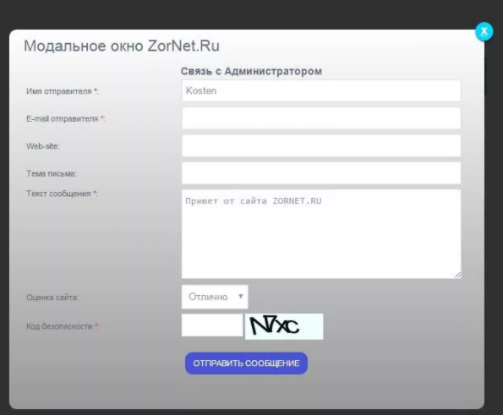 X
Модальное окно ZorNet.Ru
Связь с Администратором
Имя отправителя *:
Kosten
E-mail отправителя *:
Web-site:
Тема письма:
Текст сообщения *:
Привет от сайта ZORNET.RU
Оценка сайта:
Отлично ▼
Код безопасности *:
ОТПРАВИТЬ СООБЩЕНИЕ